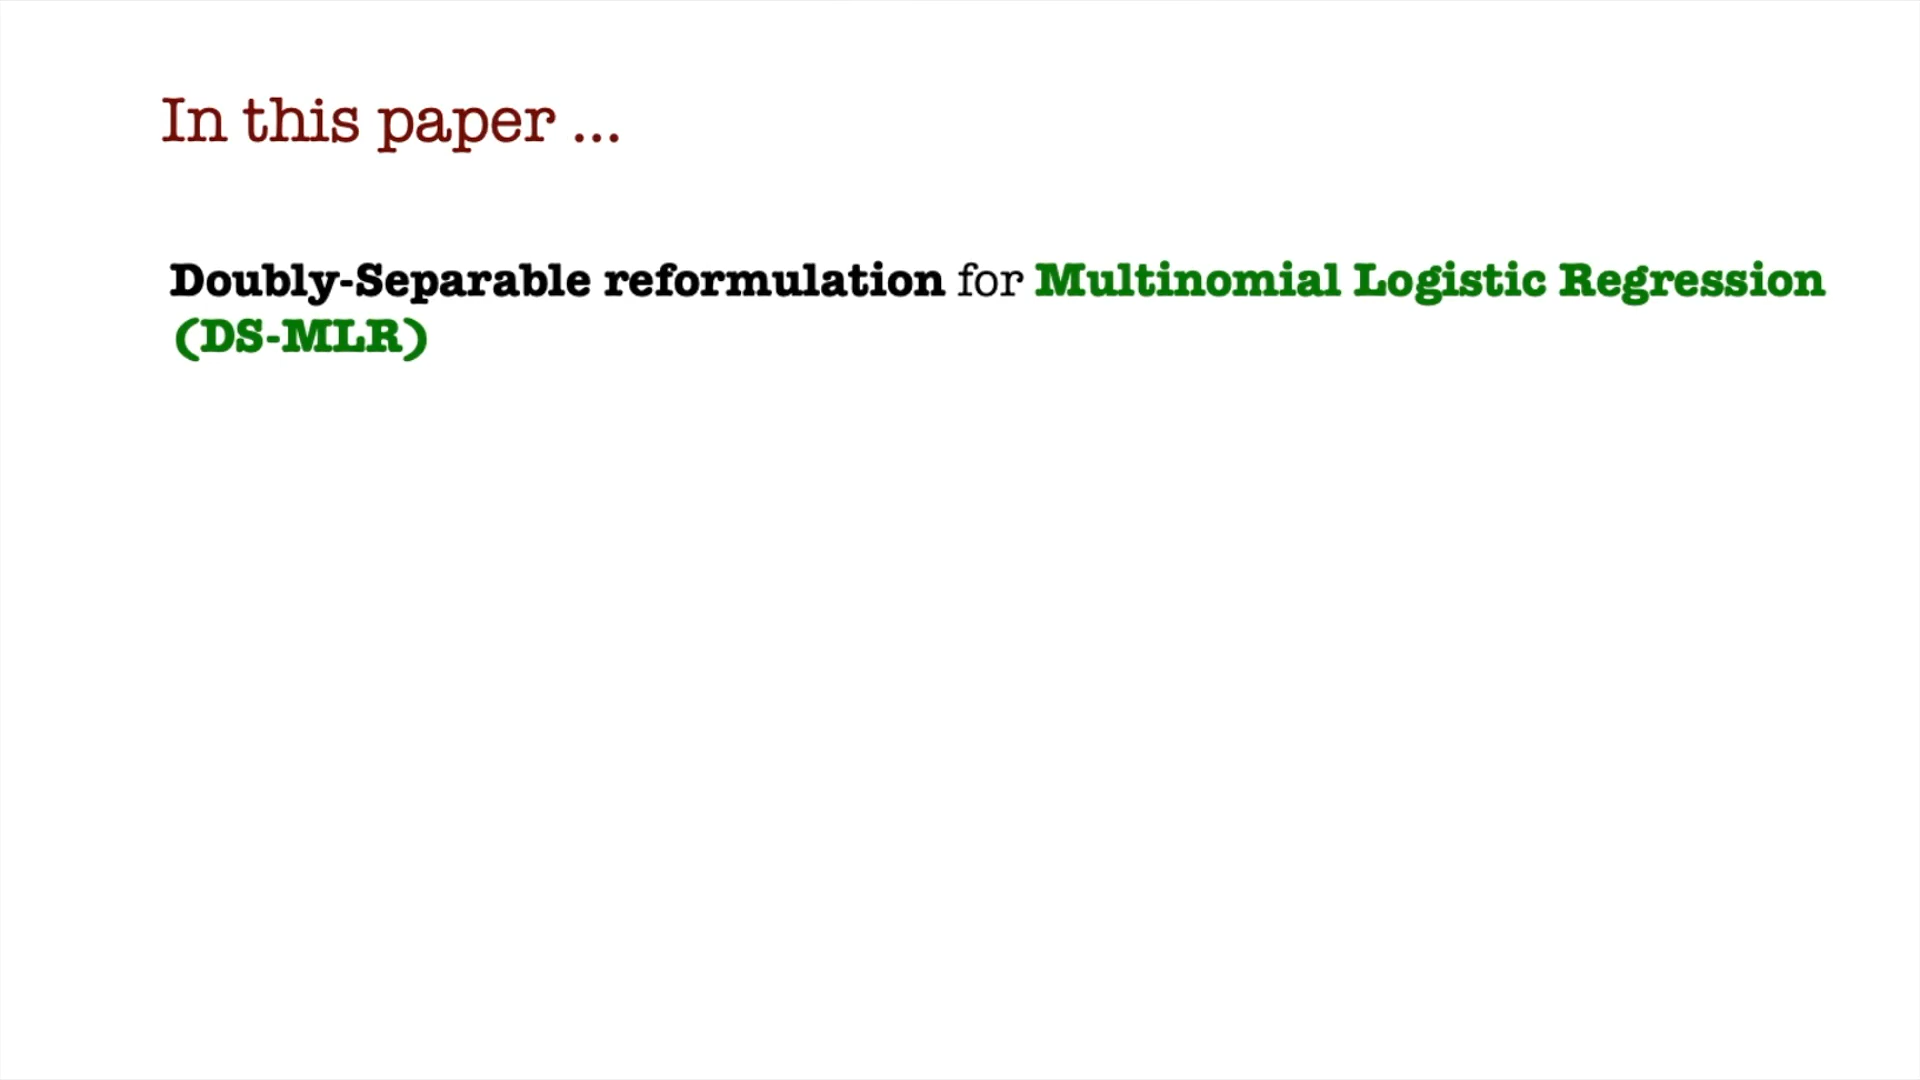 In this paper ...
Doubly-Separable reformulation for Multinomial Logistic Regression
(DS-MLR)